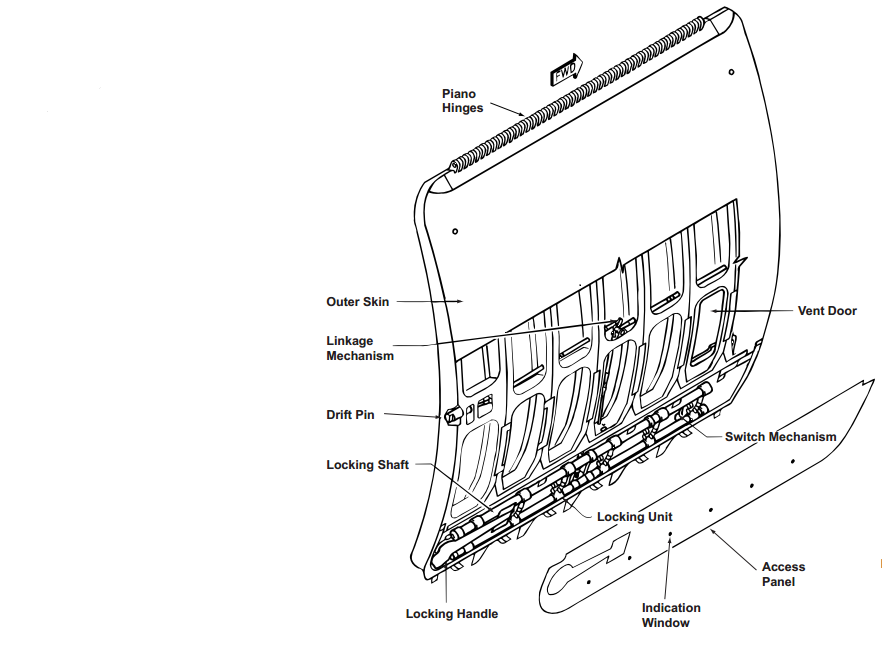 FWD
Piano
Hinges
Outer Skin
Vent Door
Linkage
Mechanism
Drift Pin
Switch Mechanism
Locking Shaft
Locking Unit
Access
Panel
Indication
Window
Locking Handle